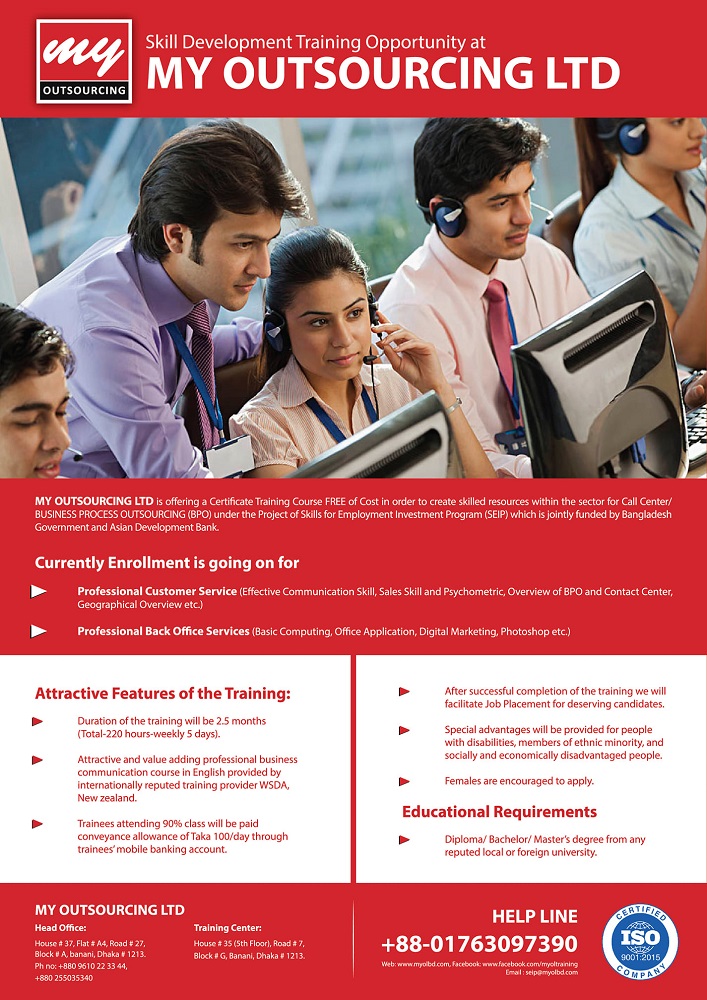 my
OUTSOURCING
Skill Development Training Opportunity at
MY OUTSOURCING LTD
MY OUTSOURCING LTD is offering a Certificate Training Course FREE of Cost in order to create skilled resources within the sector for Call Center/
BUSINESS PROCESS OUTSOURCING (BPO) under the Project of Skills for Employment Investment Program (SEIP) which is jointly funded by Bangladesh
Government and Asian Development Bank.
Currently Enrollment is going on for
Professional Customer Service (Effective Communication Skill, Sales Skill and Psychometric, Overview of BPO and Contact Center,
Geographical Overview etc.)
Professional Back Office Services (Basic Computing, Office Application, Digital Marketing, Photoshop etc.)
Attractive Features of the Training:
Duration of the training will be 2.5 months
(Total-220 hours-weekly 5 days).
Attractive and value adding professional business
communication course in English provided by
internationally reputed training provider WSDA,
New zealand.
Trainees attending 90% class will be paid
conveyance allowance of Taka 100/day through
trainees' mobile banking account.
After successful completion of the training we will
facilitate Job Placement for deserving candidates.
Special advantages will be provided for people
with disabilities, members of ethnic minority, and
socially and economically disadvantaged people.
Females are encouraged to apply.
Educational Requirements
Diploma/ Bachelor/ Master's degree from any
reputed local or foreign university.
MY OUTSOURCING LTD
Head Office:
House # 37, Flat # A4, Road # 27,
Block # A, banani, Dhaka # 1213.
Ph no: +880 9610 22 33 44,
+880 255035340
Training Center:
House # 35 (5th Floor), Road # 7,
Block # G, Banani, Dhaka # 1213.
HELP LINE
+88-01763097390
Web: www.myolbd.com, Facebook: www.facebook.com/myoltraining
Email : seip@myolbd.com
CERTIFIED
ISO
9001:2015
COMPANY